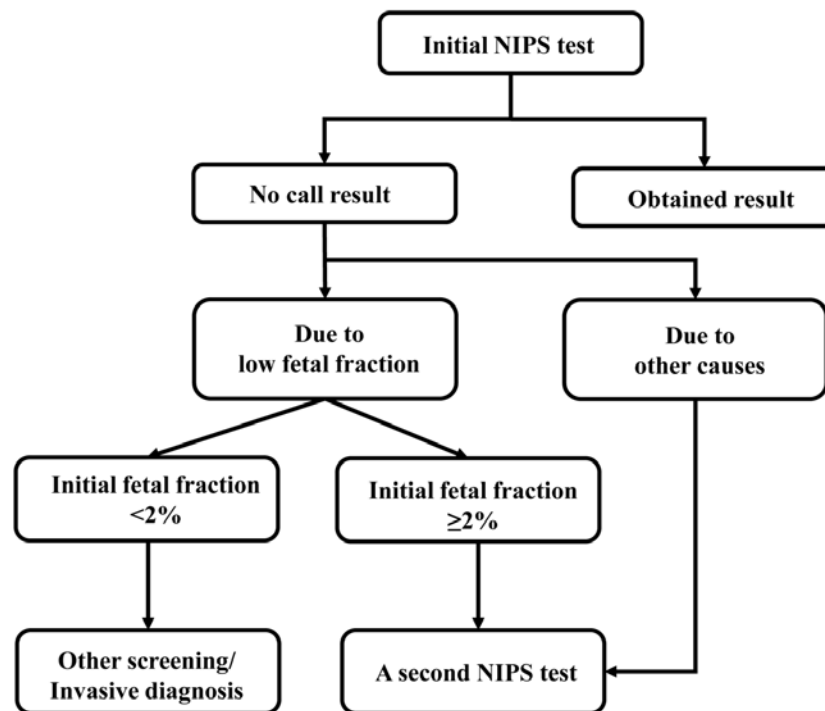 Initial NIPS test
No call result
Obtained result
Due to
low fetal fraction
Due to
other causes
Initial fetal fraction
<2%
Initial fetal fraction
≥2%
Other screening/
Invasive diagnosis
A second NIPS test